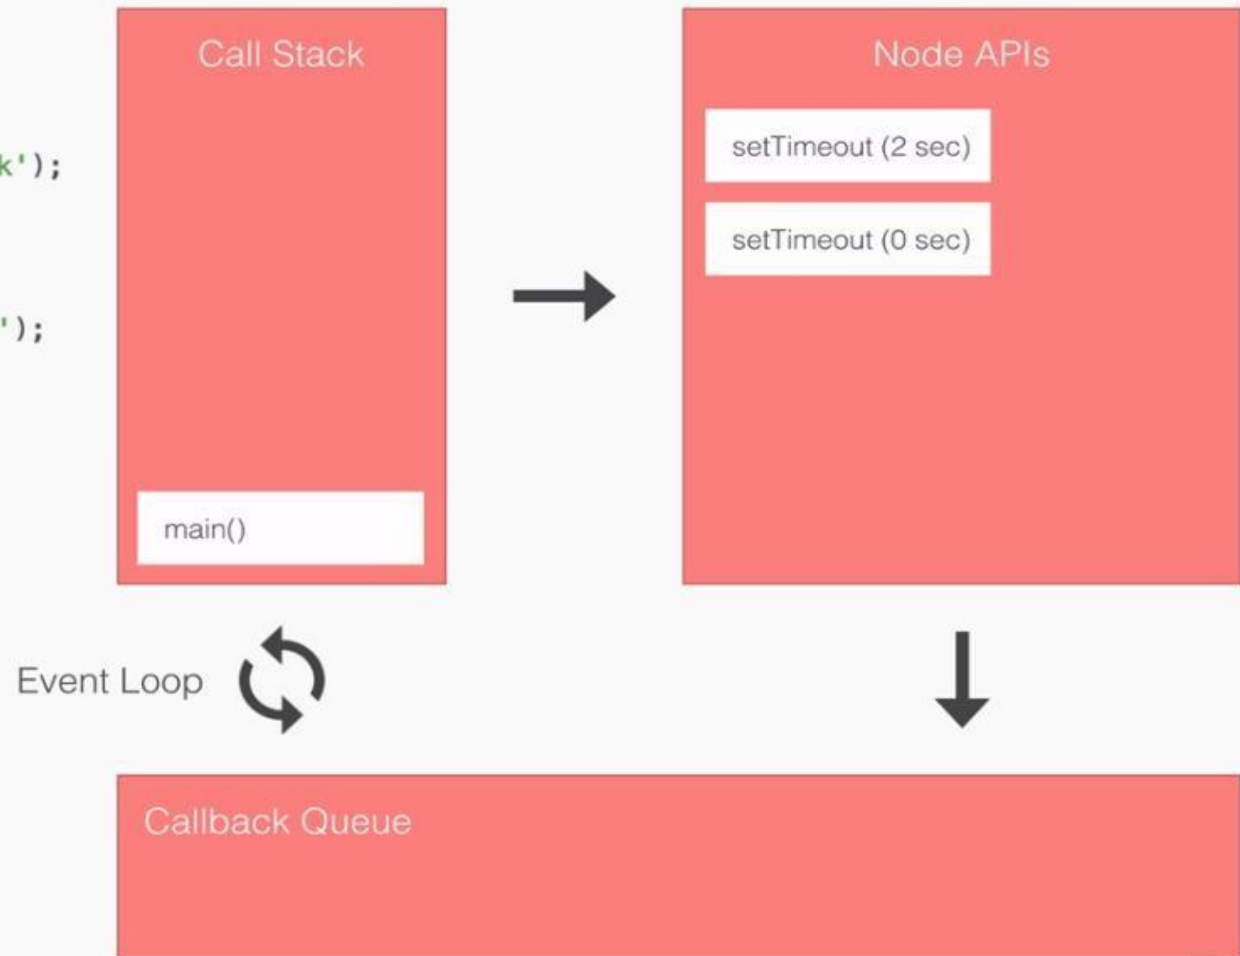 Call Stack
Node APIs
setTimeout (2 sec)
k');
setTimeout (0 sec)
');
main()
Event Loop
Callback Queue